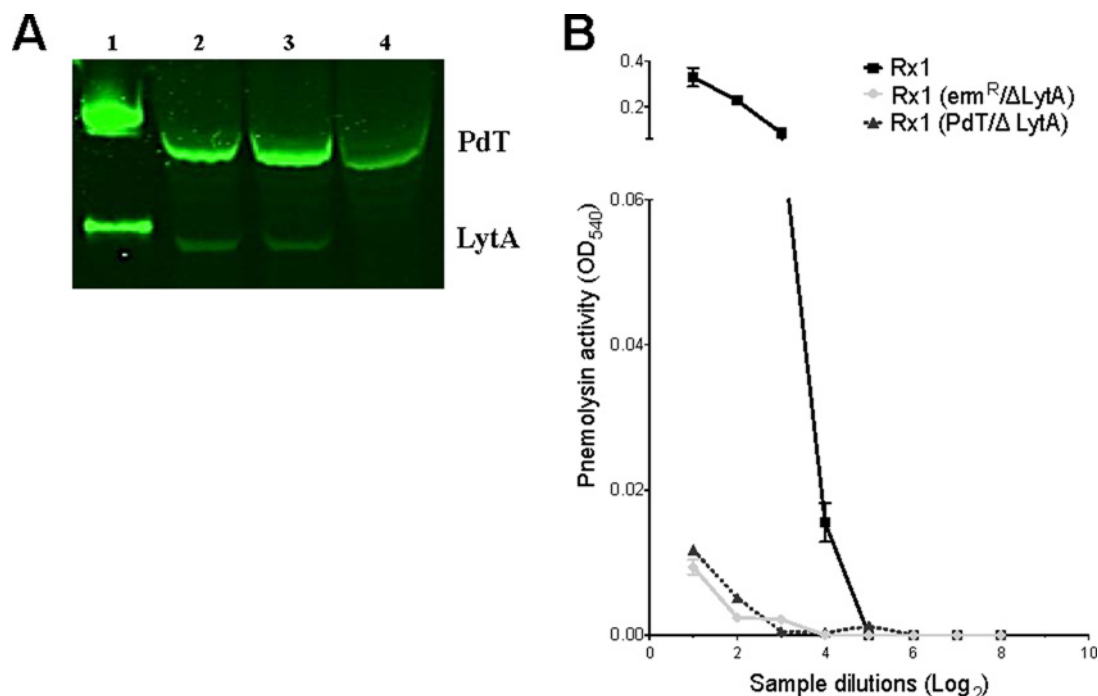 A
1 2 3 4
PdT
LytA
B
Rx1
Rx1 (erm^R/ΔLytA)
Rx1 (PdT/Δ LytA)
0.4
0.2
0.06
0.04
0.02
0.00
Pnemolysin activity (OD₅₄₀)
0 2 4 6 8 10
Sample dilutions (Log₂)